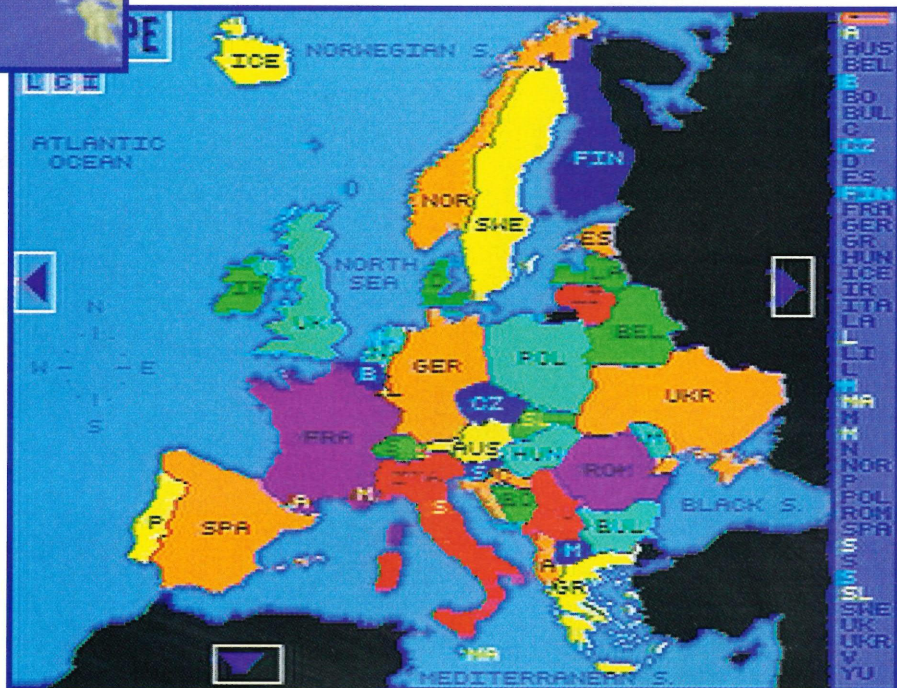 PE
ICE
NORWEGIAN S.
L C I
ATLANTIC
OCEAN
FIN
NOR
SWE
ES
NORTH
SEA
LA
IR
UK
BEL
N
W E
S
GER
POL
B
L
CZ
UKR
SL
FRA
S
L
AUS
HUN
M
ITA
S
ROM
A
M
S
BO
BUL
BLACK S.
P
SPA
M
A
GR
MA
MEDITERRANEAN S.
A
AUS
BEL
B
BO
BUL
C
CZ
D
ES
FIN
FRA
GER
GR
HUN
ICE
IR
ITA
LA
L
LI
L
M
MA
M
M
N
NOR
P
POL
ROM
SPA
S
S
S
SL
SWE
UK
UKR
V
YU